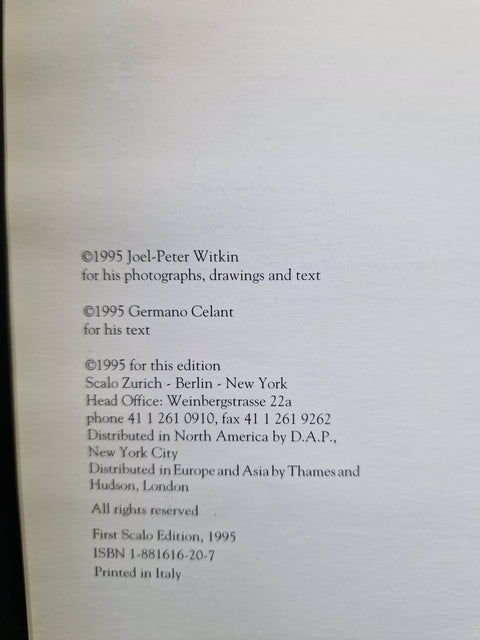 ©1995 Joel-Peter Witkin
for his photographs, drawings and text
©1995 Germano Celant
for his text
©1995 for this edition
Scalo Zurich - Berlin - New York
Head Office: Weinbergstrasse 22a
phone 41 1 261 0910, fax 41 1 261 9262
Distributed in North America by D.A.P.,
New York City
Distributed in Europe and Asia by Thames and
Hudson, London
All rights reserved
First Scalo Edition, 1995
ISBN 1-881616-20-7
Printed in Italy